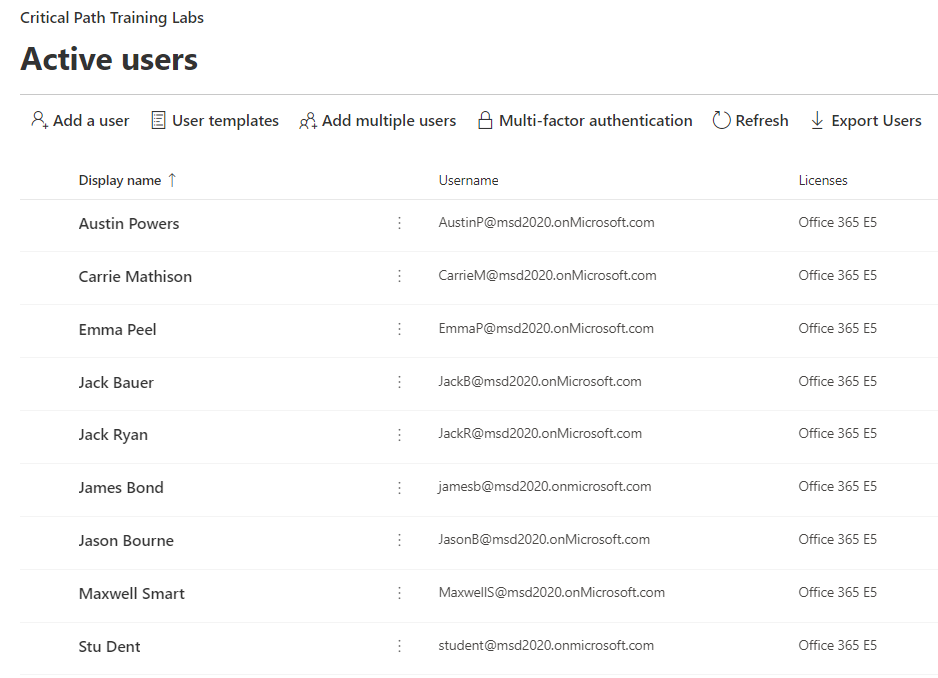 Critical Path Training Labs
Active users
Add a user User templates Add multiple users Multi-factor authentication Refresh Export Users
Display name ↑ Username Licenses
Austin Powers AustinP@msd2020.onMicrosoft.com Office 365 E5
Carrie Mathison CarrieM@msd2020.onMicrosoft.com Office 365 E5
Emma Peel EmmaP@msd2020.onMicrosoft.com Office 365 E5
Jack Bauer JackB@msd2020.onMicrosoft.com Office 365 E5
Jack Ryan JackR@msd2020.onMicrosoft.com Office 365 E5
James Bond jamesb@msd2020.onmicrosoft.com Office 365 E5
Jason Bourne JasonB@msd2020.onMicrosoft.com Office 365 E5
Maxwell Smart MaxwellS@msd2020.onMicrosoft.com Office 365 E5
Stu Dent student@msd2020.onmicrosoft.com Office 365 E5